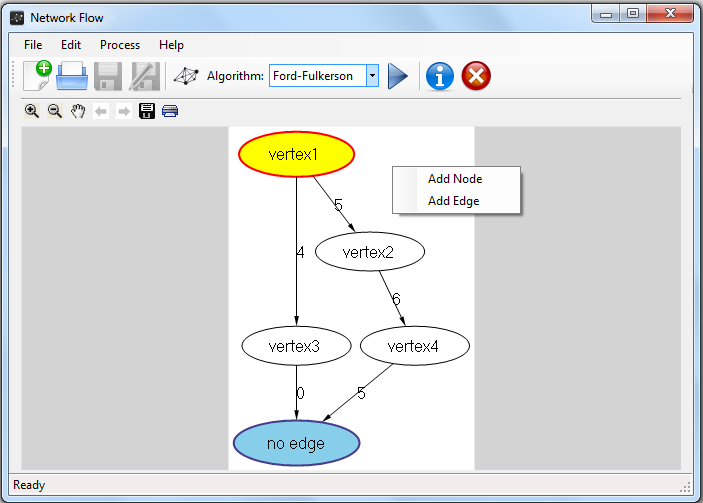 Network Flow
File Edit Process Help
Algorithm: Ford-Fulkerson
vertex1
Add Node
Add Edge
5
vertex2
4
6
vertex3
vertex4
0
5
no edge
Ready